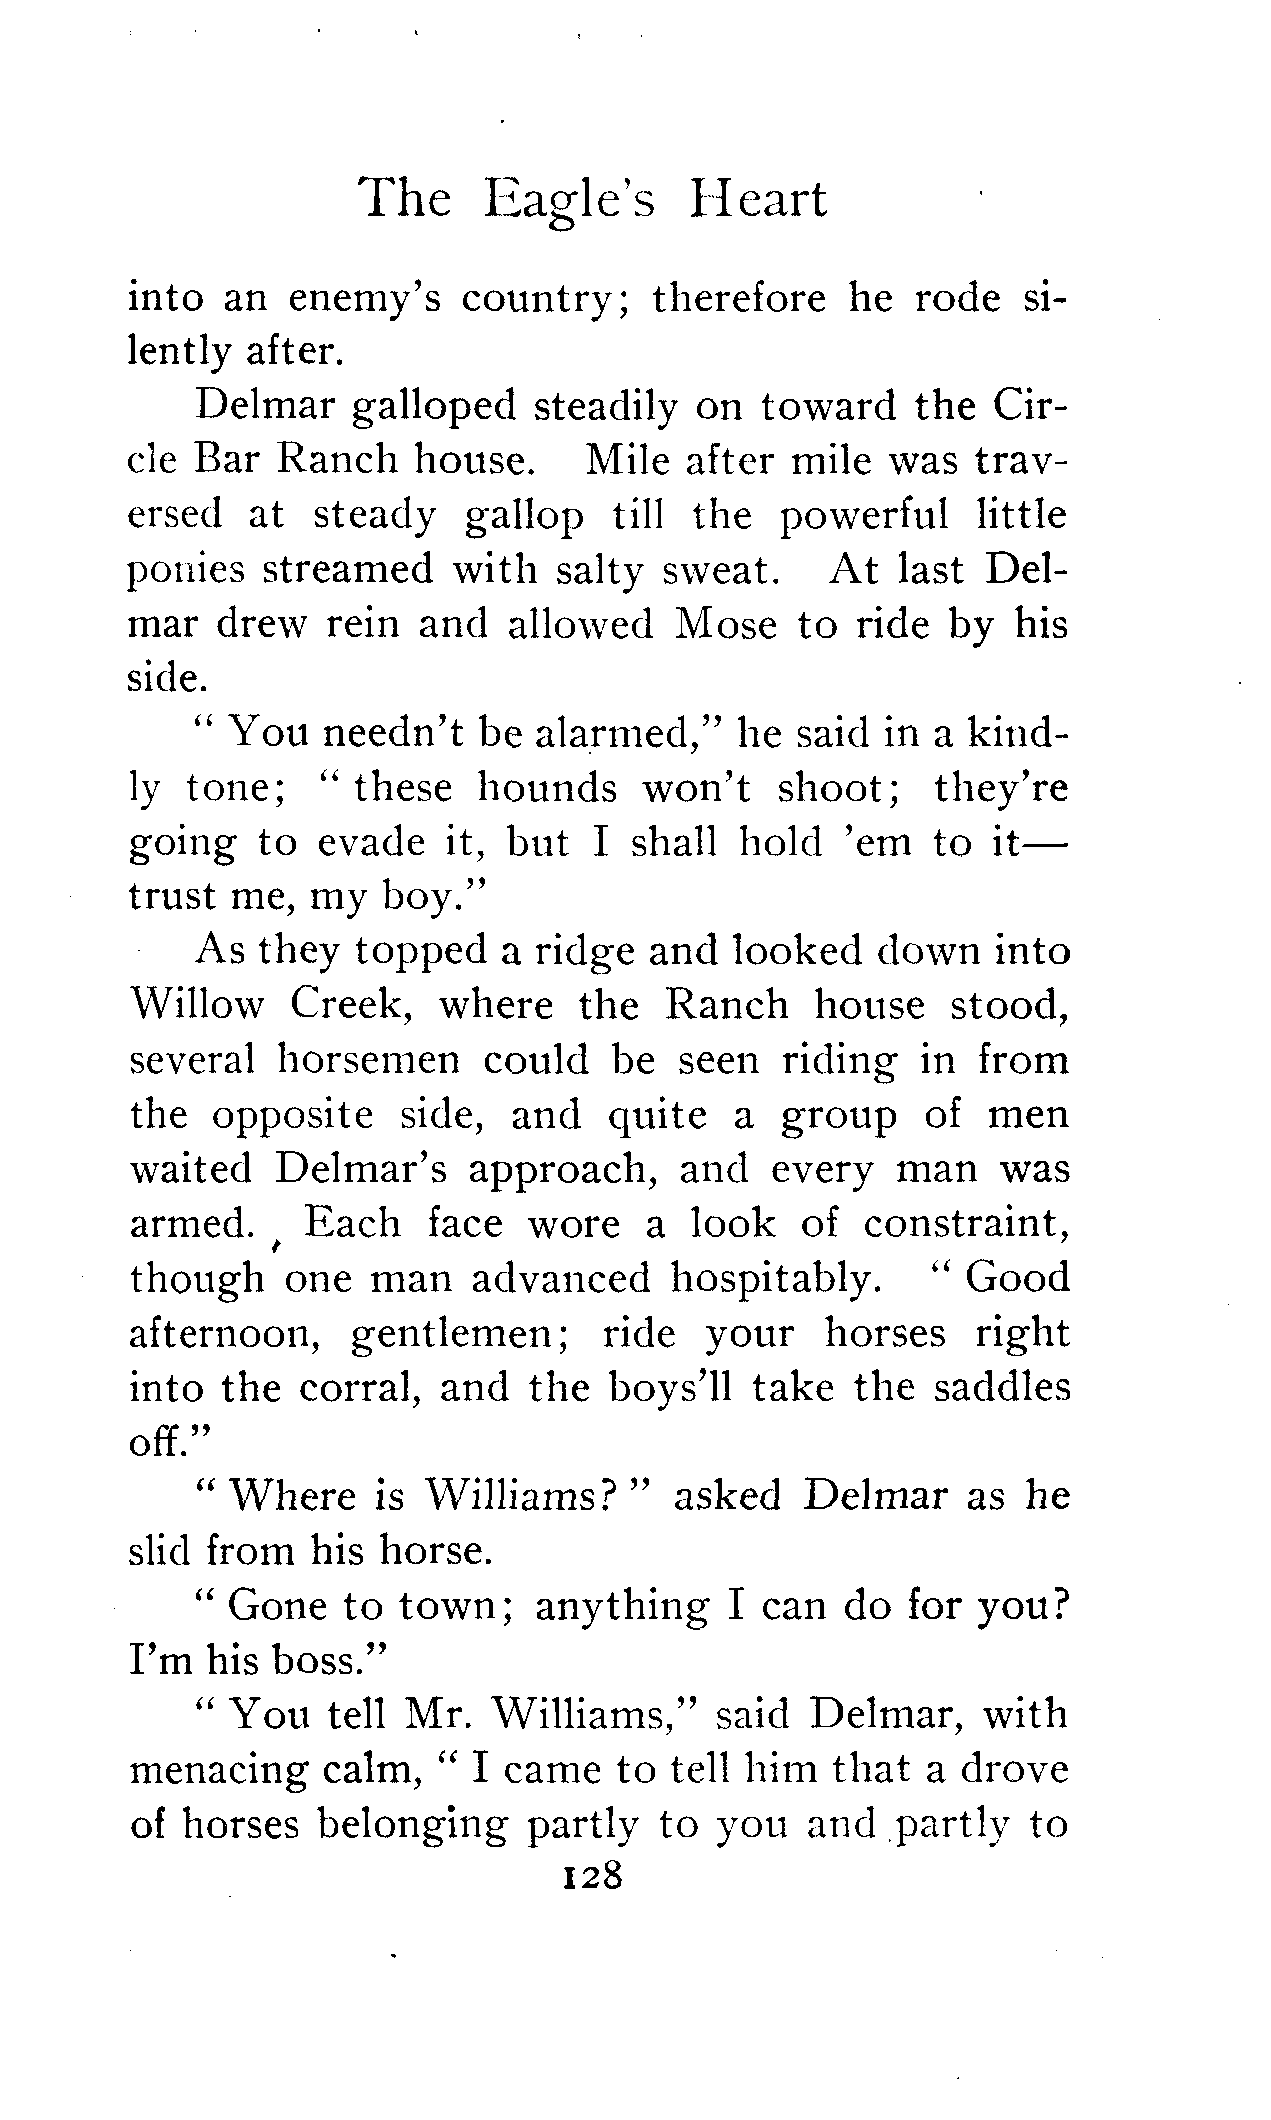 The Eagle's Heart
into an enemy's country; therefore he rode si-
lently after.
Delmar galloped steadily on toward the Cir-
cle Bar Ranch house. Mile after mile was trav-
ersed at steady gallop till the powerful little
ponies streamed with salty sweat. At last Del-
mar drew rein and allowed Mose to ride by his
side.
" You needn't be alarmed," he said in a kind-
ly tone; " these hounds won't shoot; they're
going to evade it, but I shall hold 'em to it—
trust me, my boy."
As they topped a ridge and looked down into
Willow Creek, where the Ranch house stood,
several horsemen could be seen riding in from
the opposite side, and quite a group of men
waited Delmar's approach, and every man was
armed. Each face wore a look of constraint,
though one man advanced hospitably. " Good
afternoon, gentlemen; ride your horses right
into the corral, and the boys'll take the saddles
off."
" Where is Williams? " asked Delmar as he
slid from his horse.
" Gone to town; anything I can do for you?
I'm his boss."
" You tell Mr. Williams," said Delmar, with
menacing calm, " I came to tell him that a drove
of horses belonging partly to you and partly to
128